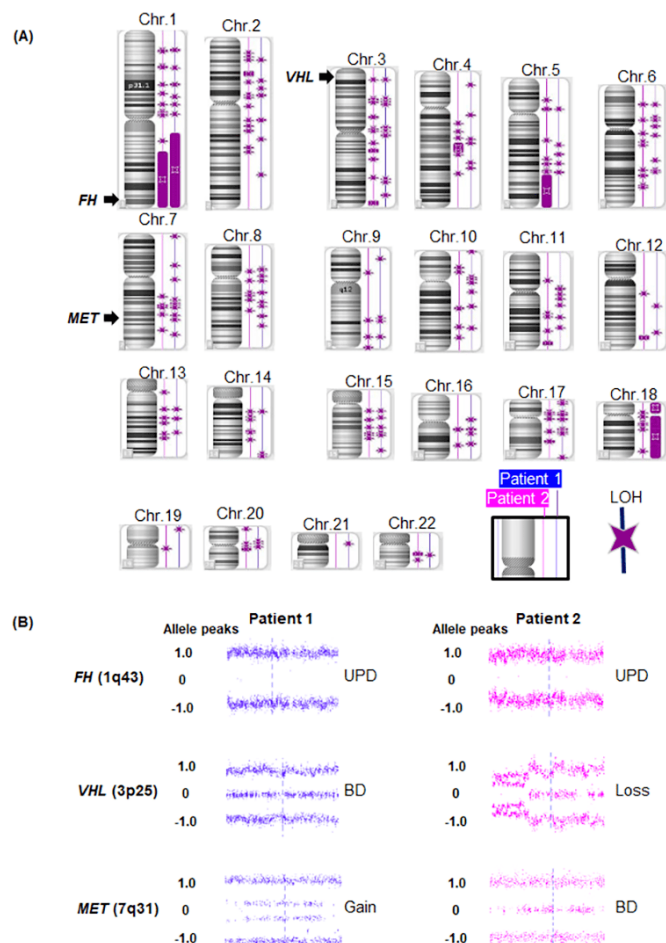 (A)
Chr.1 Chr.2 Chr.3 Chr.4 Chr.5 Chr.6
VHL
p31.1
FH
Chr.7 Chr.8 Chr.9 Chr.10 Chr.11 Chr.12
q12
MET
Chr.13 Chr.14 Chr.15 Chr.16 Chr.17 Chr.18
Patient 1 LOH
Patient 2
Chr.19 Chr.20 Chr.21 Chr.22
(B) Patient 1 Patient 2
Allele peaks Allele peaks
1.0 1.0
FH (1q43) 0 UPD 0 UPD
-1.0 -1.0
1.0 1.0
VHL (3p25) 0 BD 0 Loss
-1.0 -1.0
1.0 1.0
MET (7q31) 0 Gain 0 BD
-1.0 -1.0